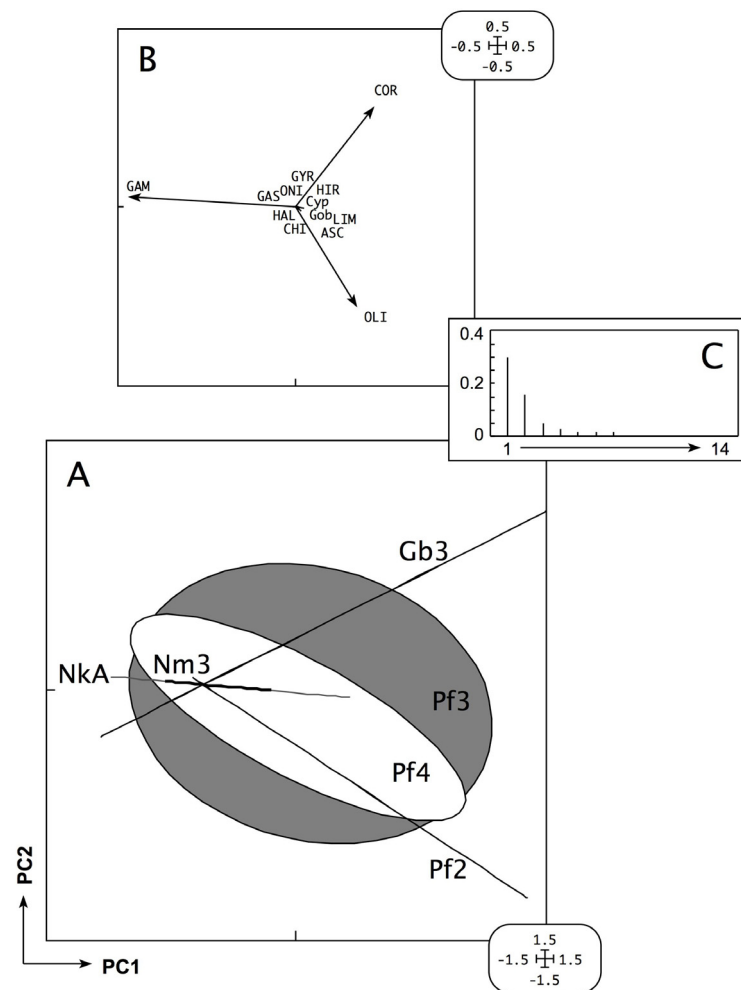 B
0.5
-0.5 0.5
-0.5
COR
GYR
GAM
ONI HIR
GAS
Cyp
HAL Gob LIM
CHI ASC
OLI
0.4
C
0.2
0
1 14
A
Gb3
Nm3
NkA
Pf3
Pf4
Pf2
PC2
PC1
1.5
-1.5 1.5
-1.5